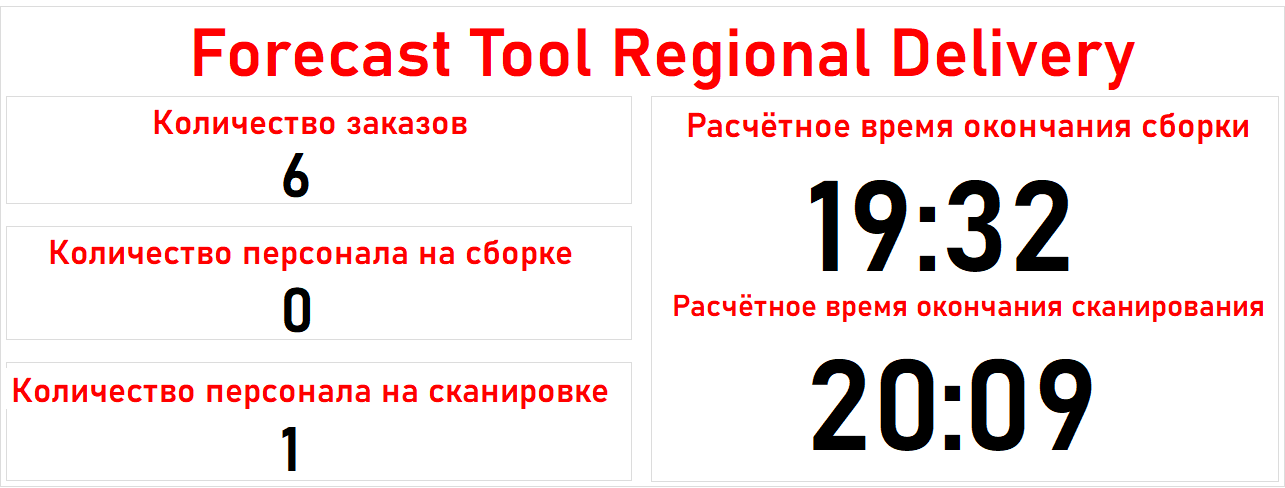 Forecast Tool Regional Delivery
Количество заказов
6
Количество персонала на сборке
0
Количество персонала на сканировке
1
Расчётное время окончания сборки
19:32
Расчётное время окончания сканирования
20:09